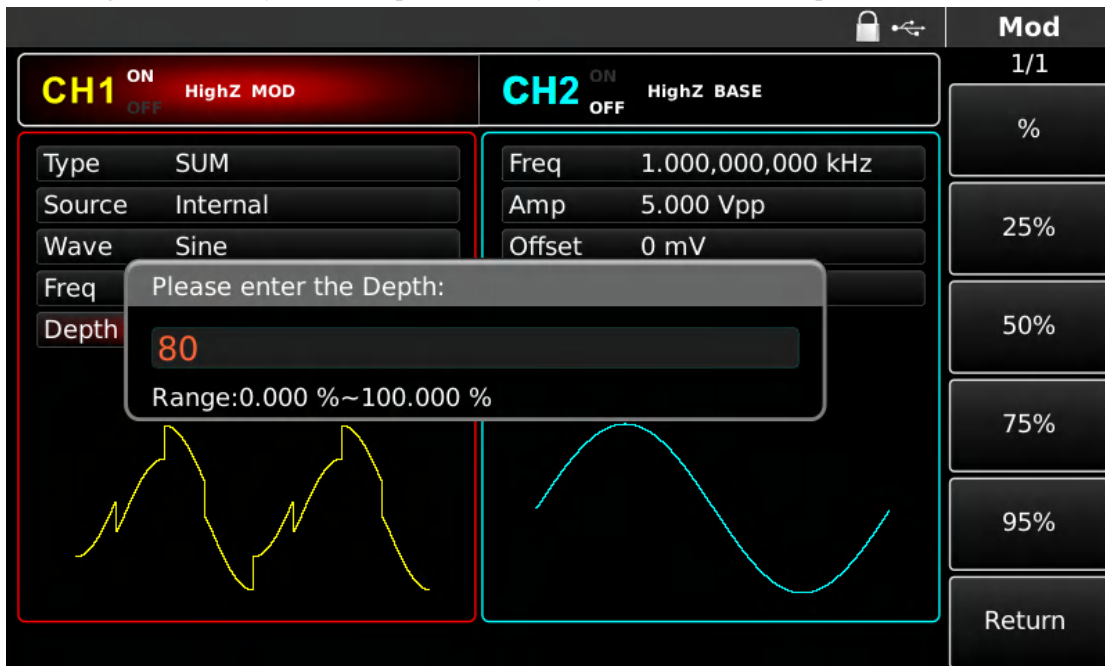 Mod
1/1
CH1 ON OFF HighZ MOD
CH2 ON OFF HighZ BASE
Type SUM
Source Internal
Wave Sine
Freq
Depth
Freq 1.000,000,000 kHz
Amp 5.000 Vpp
Offset 0 mV
Please enter the Depth:
80
Range:0.000 %~100.000 %
%
25%
50%
75%
95%
Return